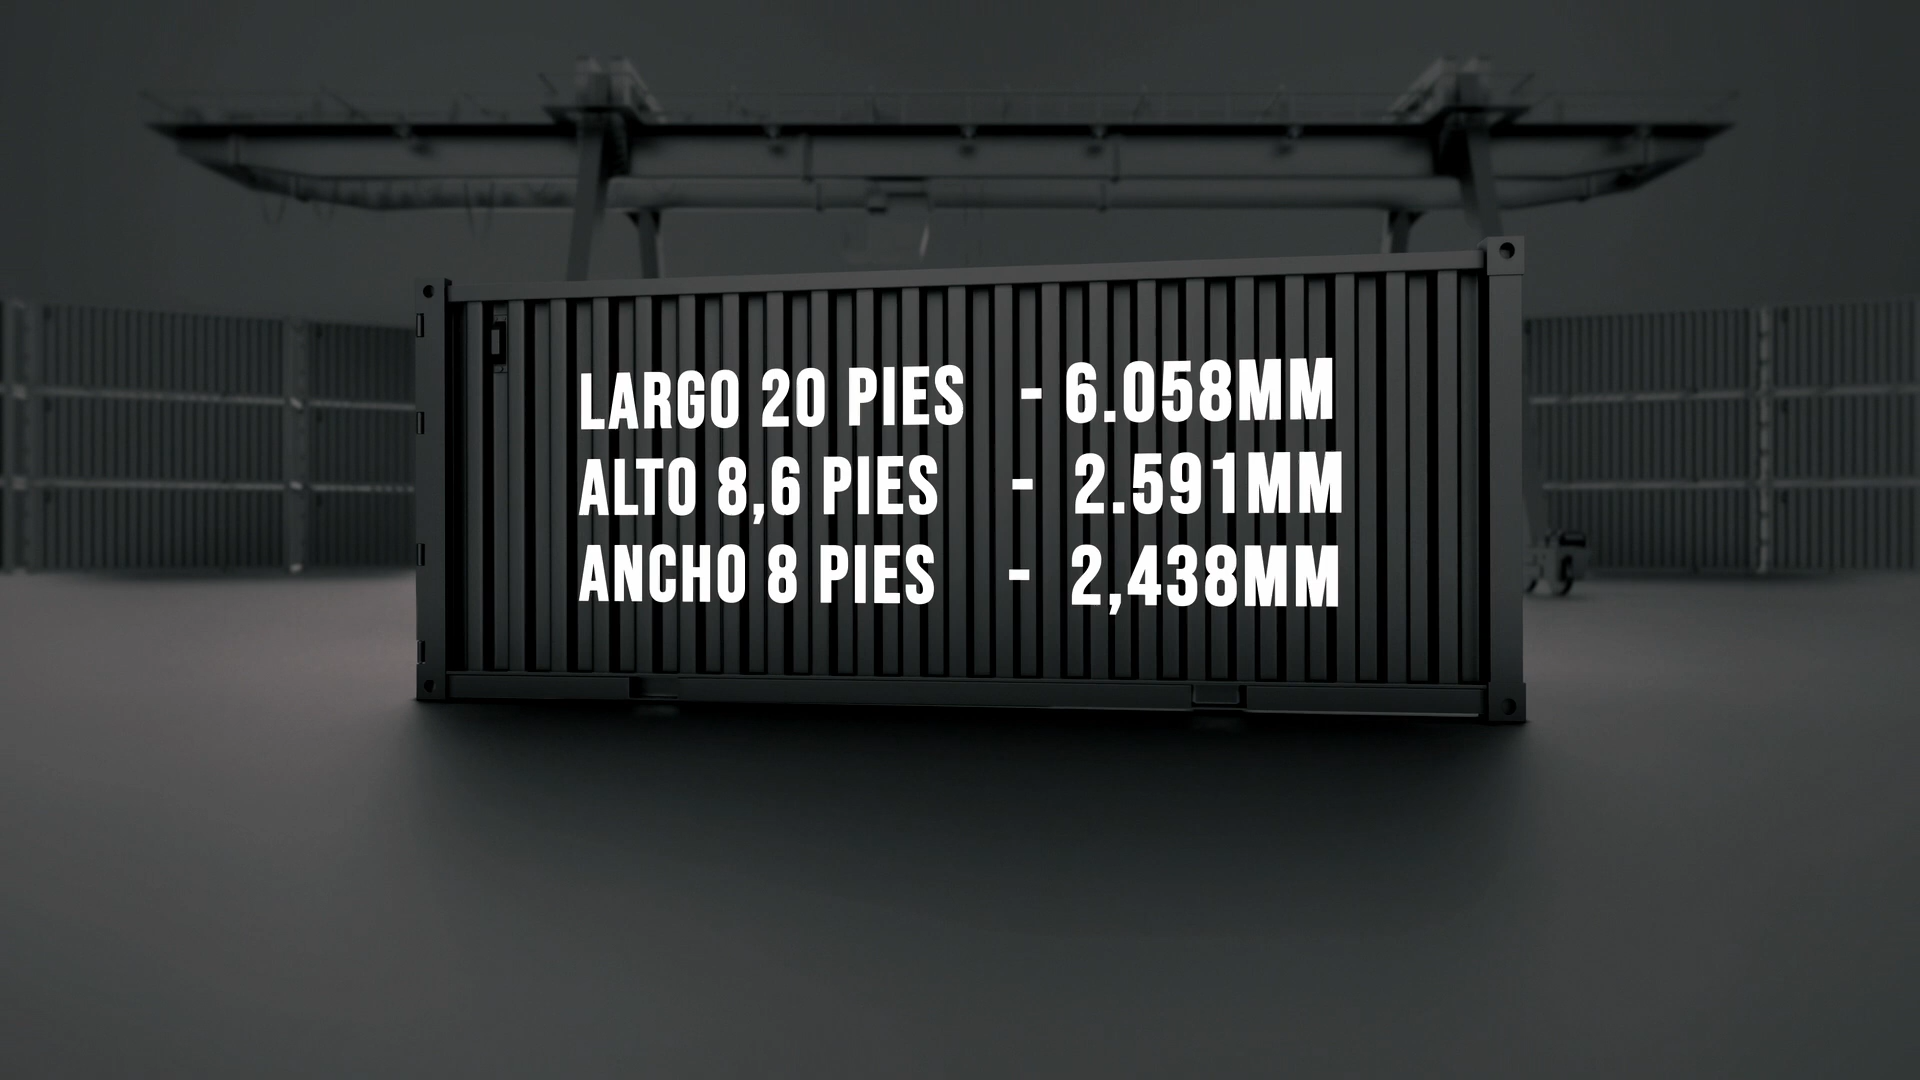 LARGO 20 PIES - 6.058MM
ALTO 8,6 PIES - 2.591MM
ANCHO 8 PIES - 2,438MM